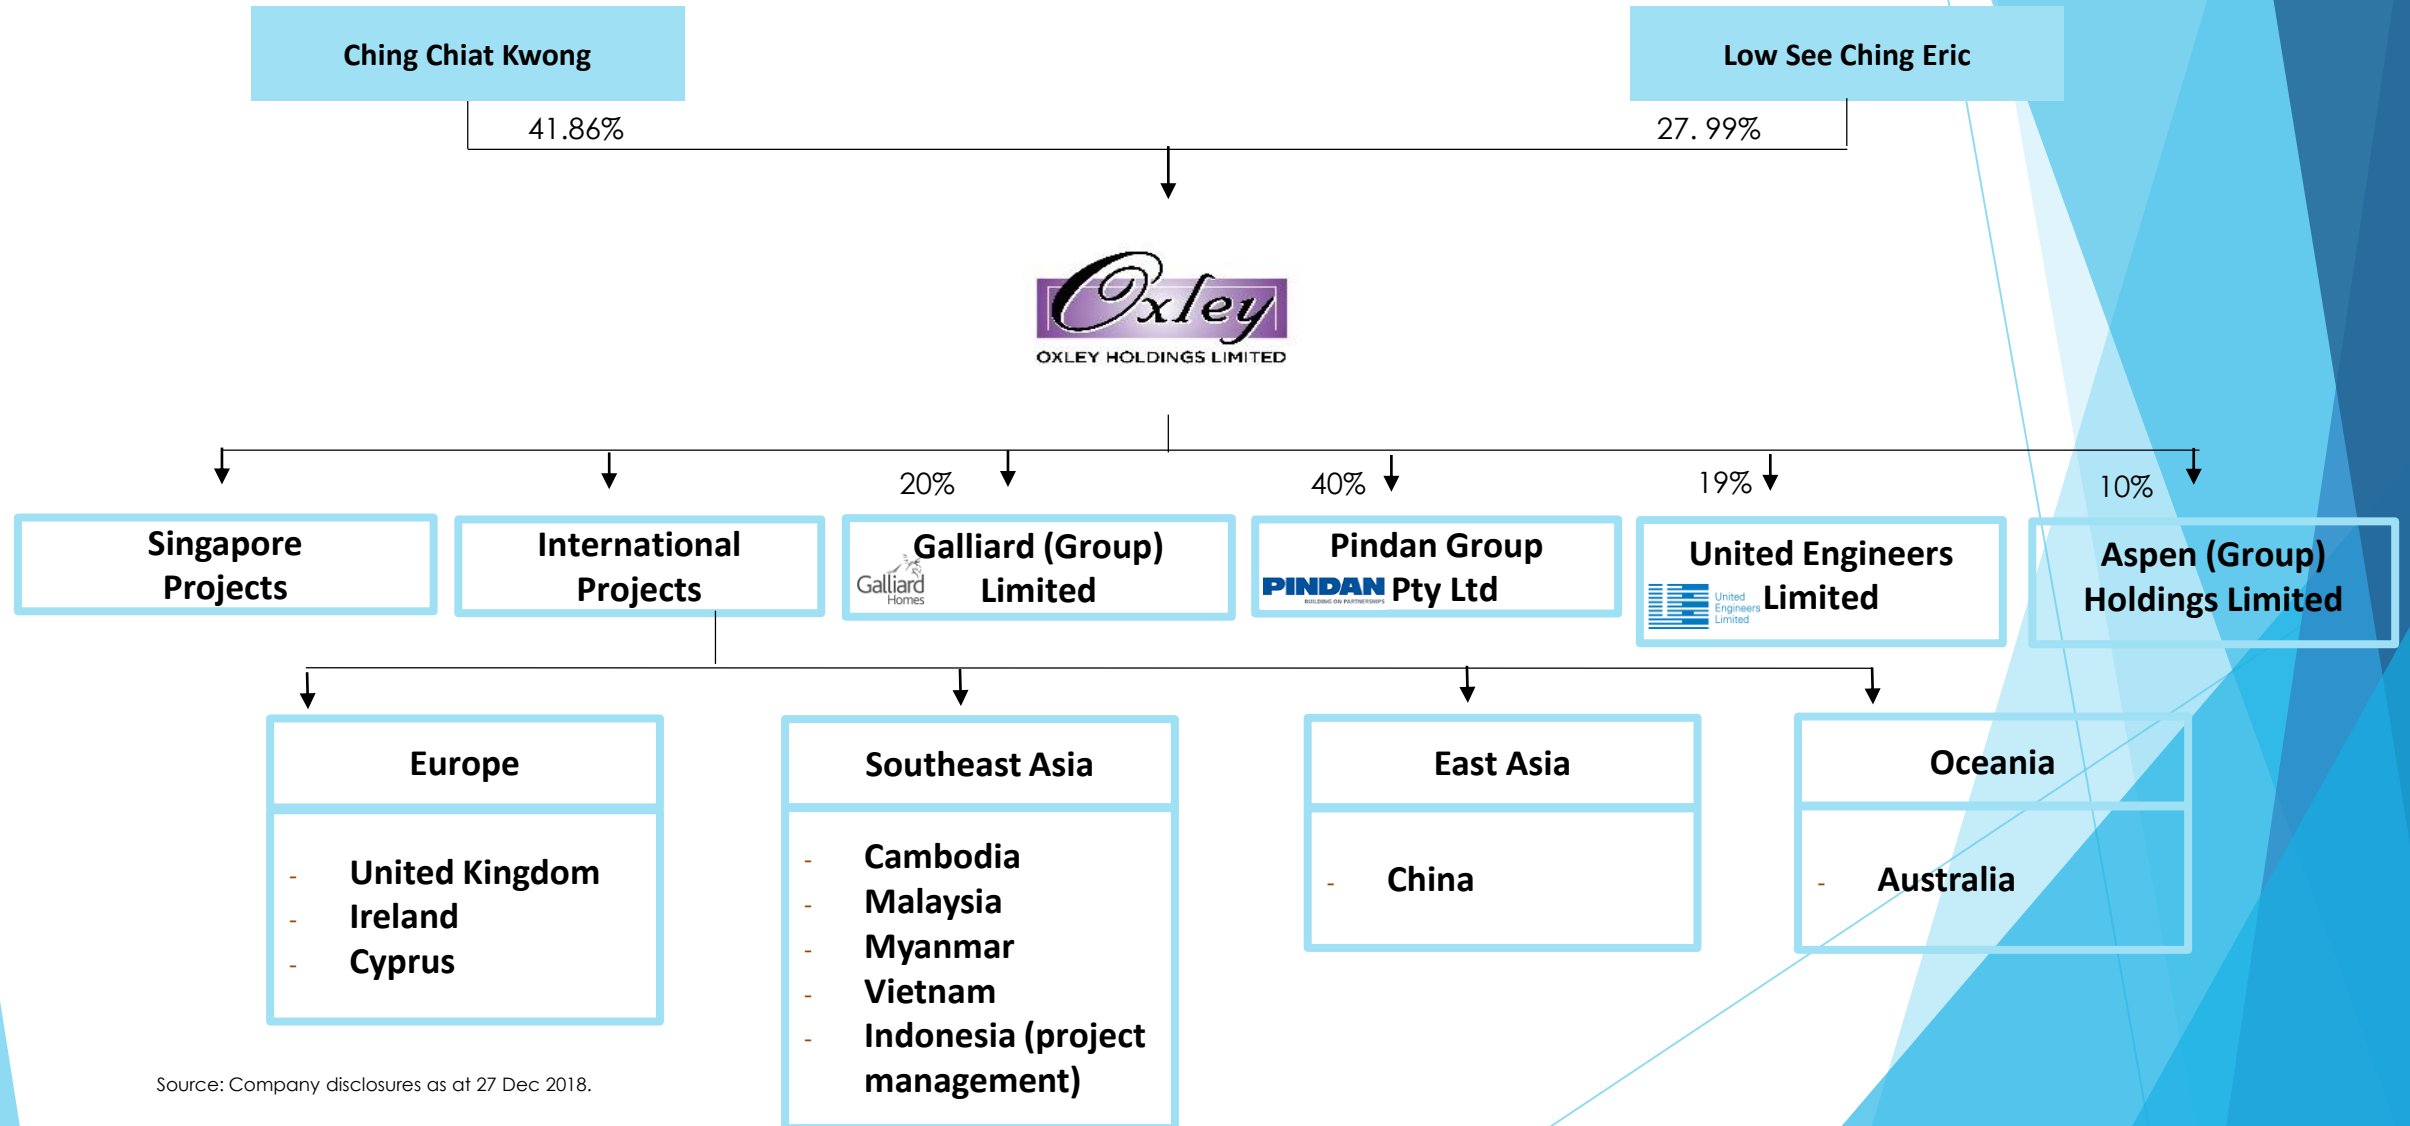 Ching Chiat Kwong
Low See Ching Eric
41.86%
27. 99%
Oxley
OXLEY HOLDINGS LIMITED
20%
40%
19%
10%
Singapore
Projects
International
Projects
Galliard (Group)
Limited
Galliard
Homes
Pindan Group
Pty Ltd
PINDAN
BUILDING ON PARTNERSHIPS
United Engineers
Limited
United
Engineers
Limited
Aspen (Group)
Holdings Limited
Europe
- United Kingdom
- Ireland
- Cyprus
Southeast Asia
- Cambodia
- Malaysia
- Myanmar
- Vietnam
- Indonesia (project
management)
East Asia
- China
Oceania
- Australia
Source: Company disclosures as at 27 Dec 2018.